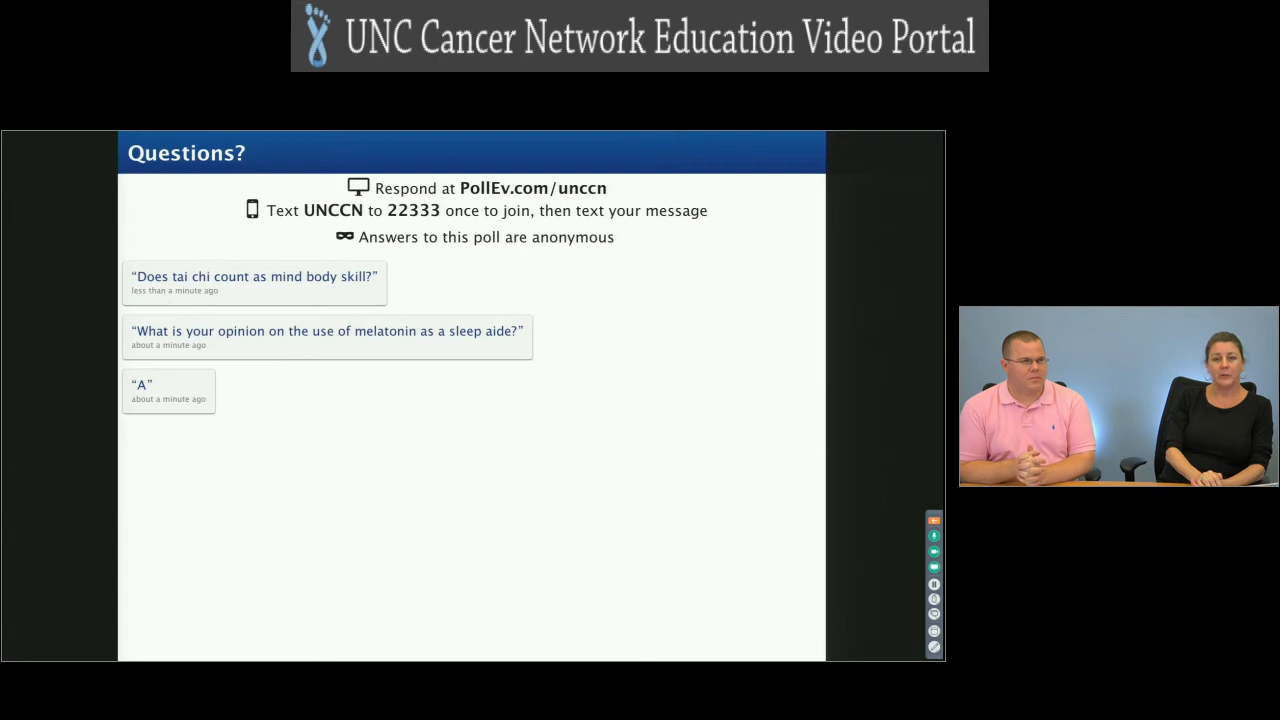 UNC Cancer Network Education Video Portal
Questions?
Respond at PollEv.com/unccn
Text UNCCN to 22333 once to join, then text your message
Answers to this poll are anonymous
“Does tai chi count as mind body skill?”
less than a minute ago
“What is your opinion on the use of melatonin as a sleep aide?”
about a minute ago
“A”
about a minute ago